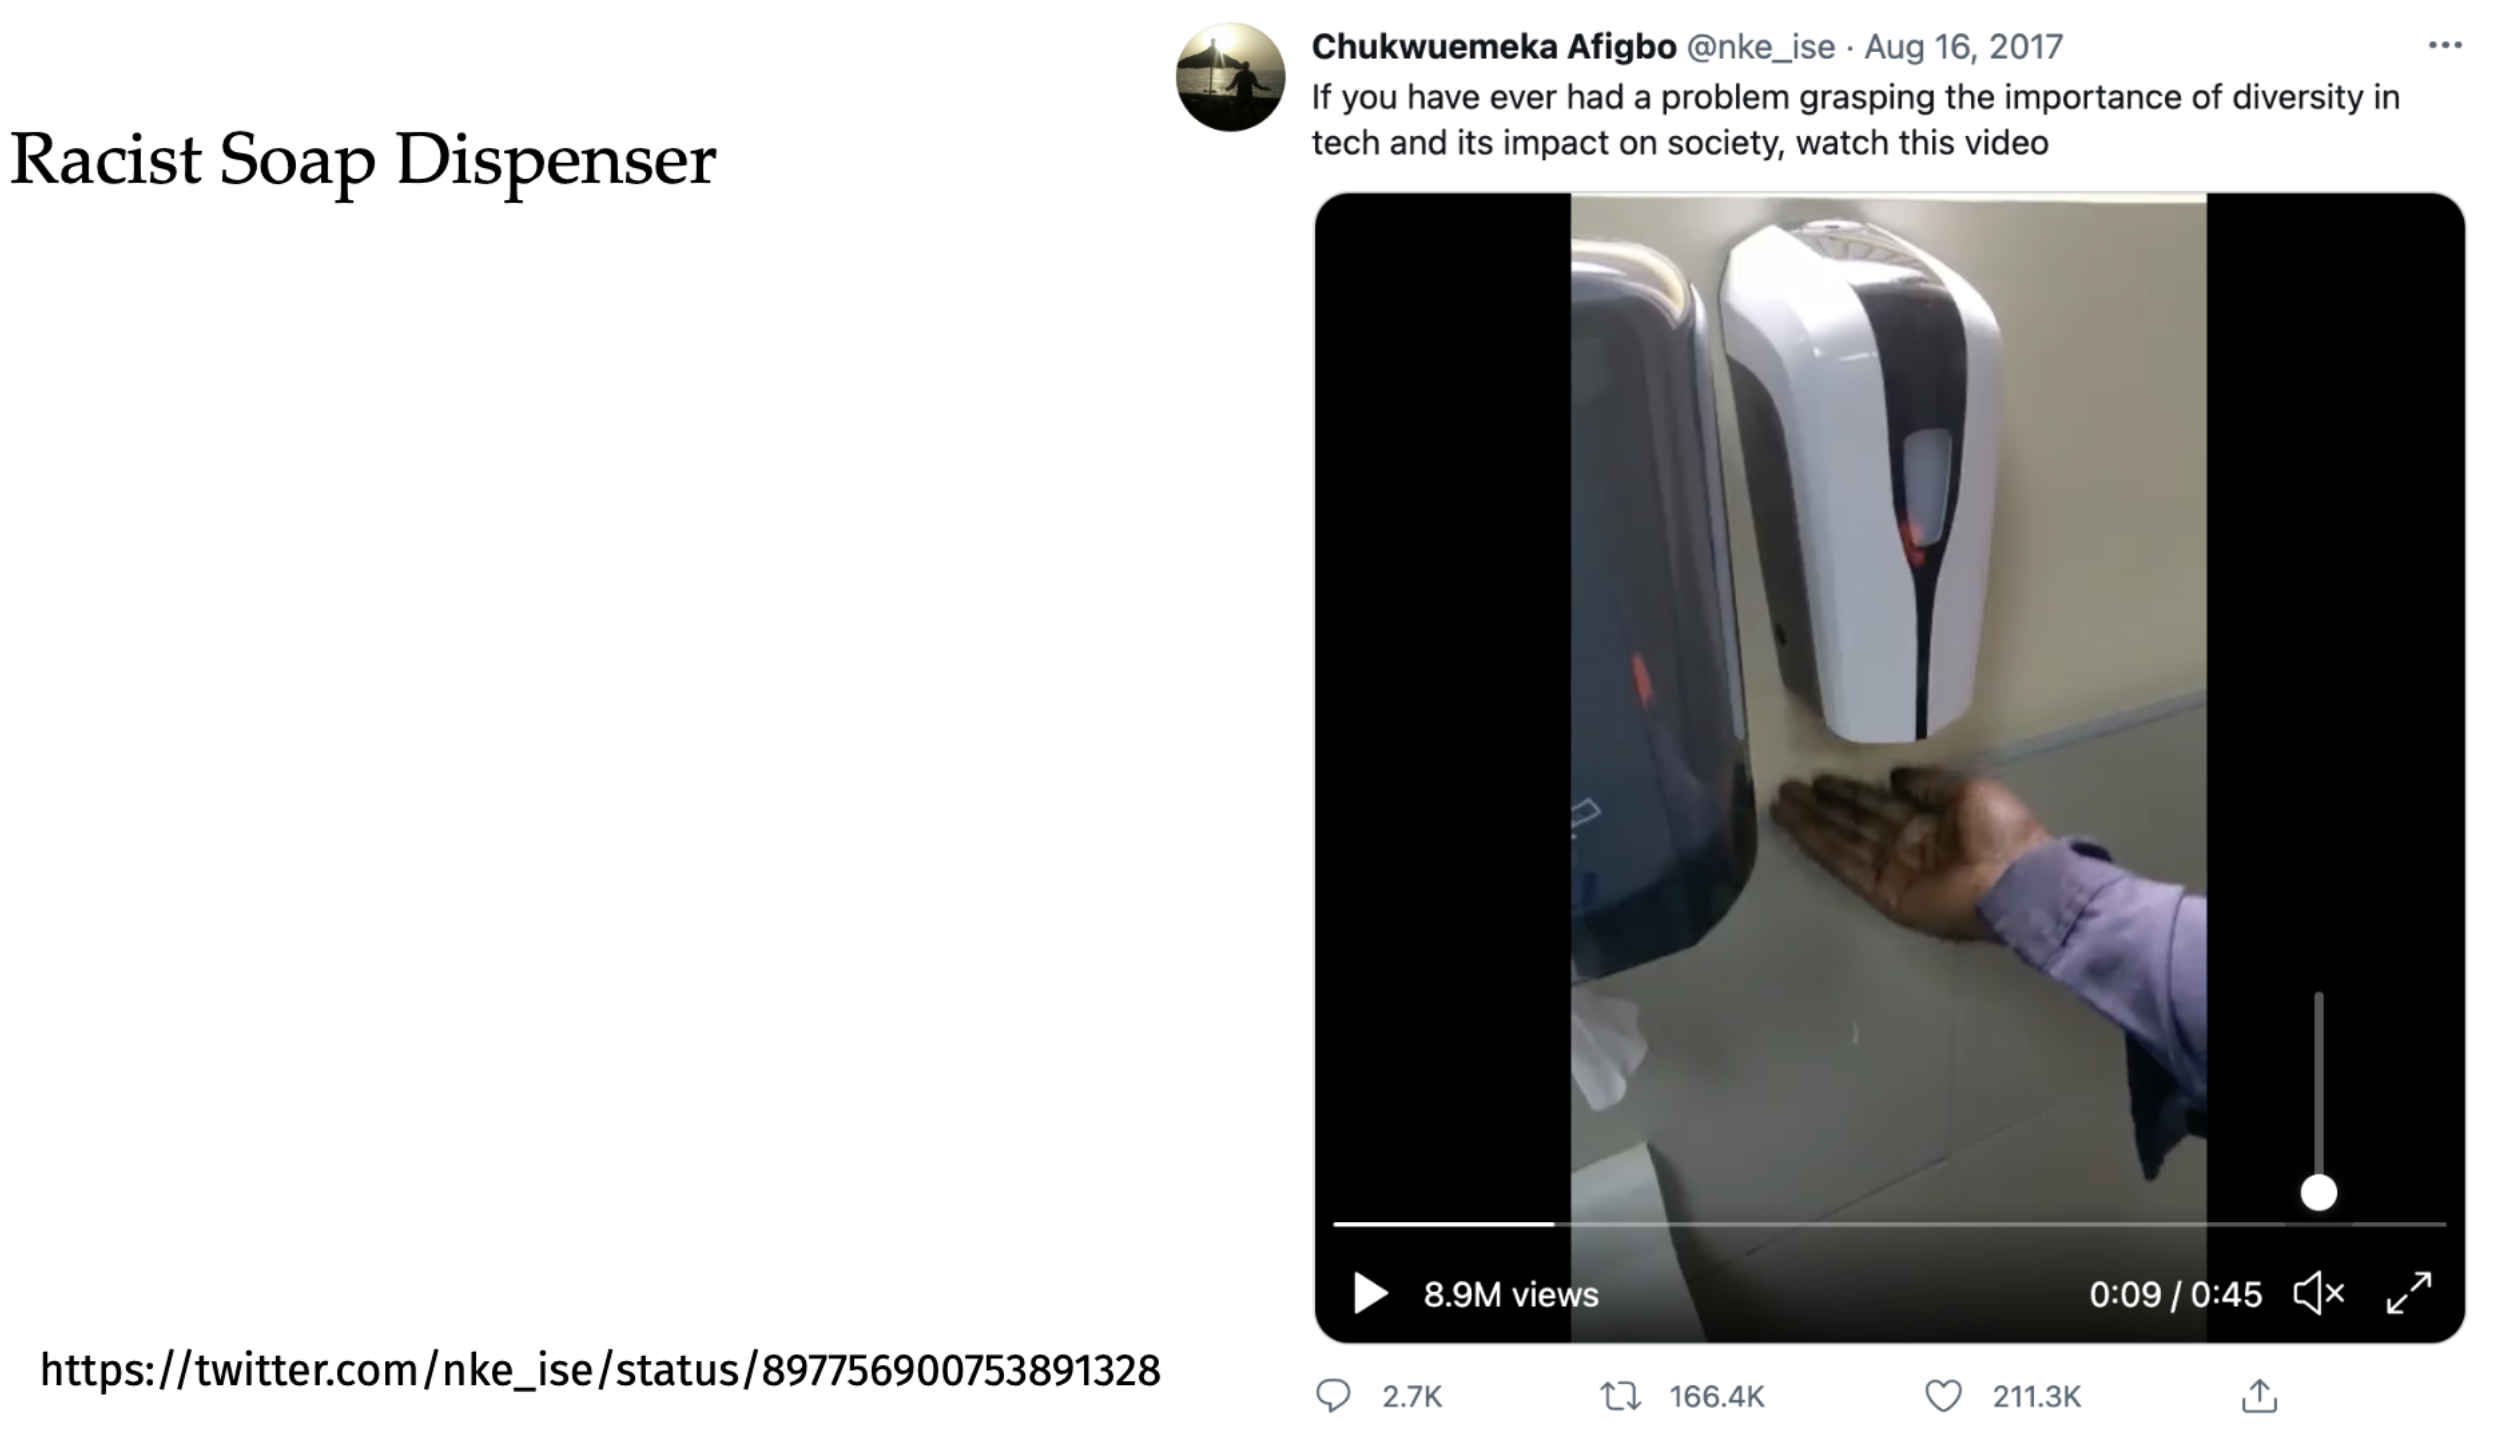 Racist Soap Dispenser
Chukwuemeka Afigbo @nke_ise · Aug 16, 2017
If you have ever had a problem grasping the importance of diversity in
tech and its impact on society, watch this video
8.9M views
0:09 / 0:45
2.7K
166.4K
211.3K
https://twitter.com/nke_ise/status/897756900753891328